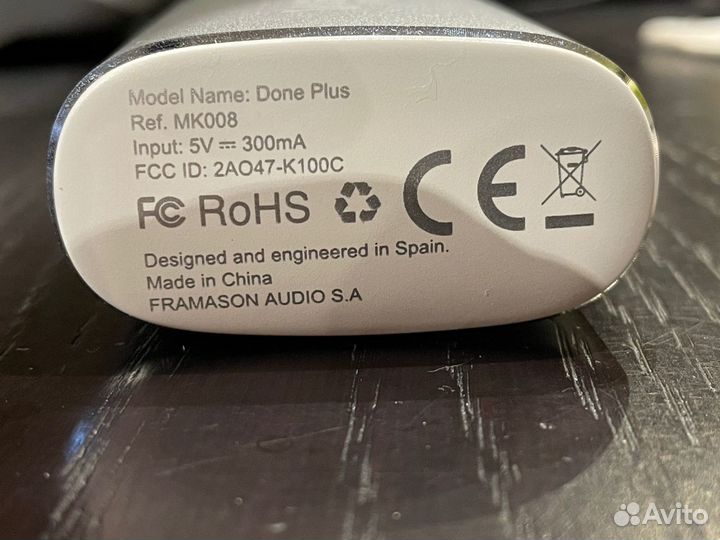 Model Name: Done Plus
Ref. MK008
Input: 5V ⎓ 300mA
FCC ID: 2AO47-K100C
FC RoHS CE
Designed and engineered in Spain.
Made in China
FRAMASON AUDIO S.A
Avito